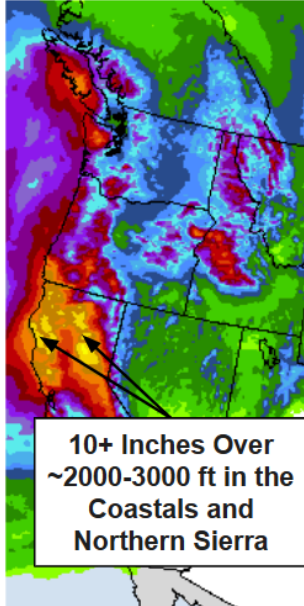 10+ Inches Over
~2000-3000 ft in the
Coastals and
Northern Sierra